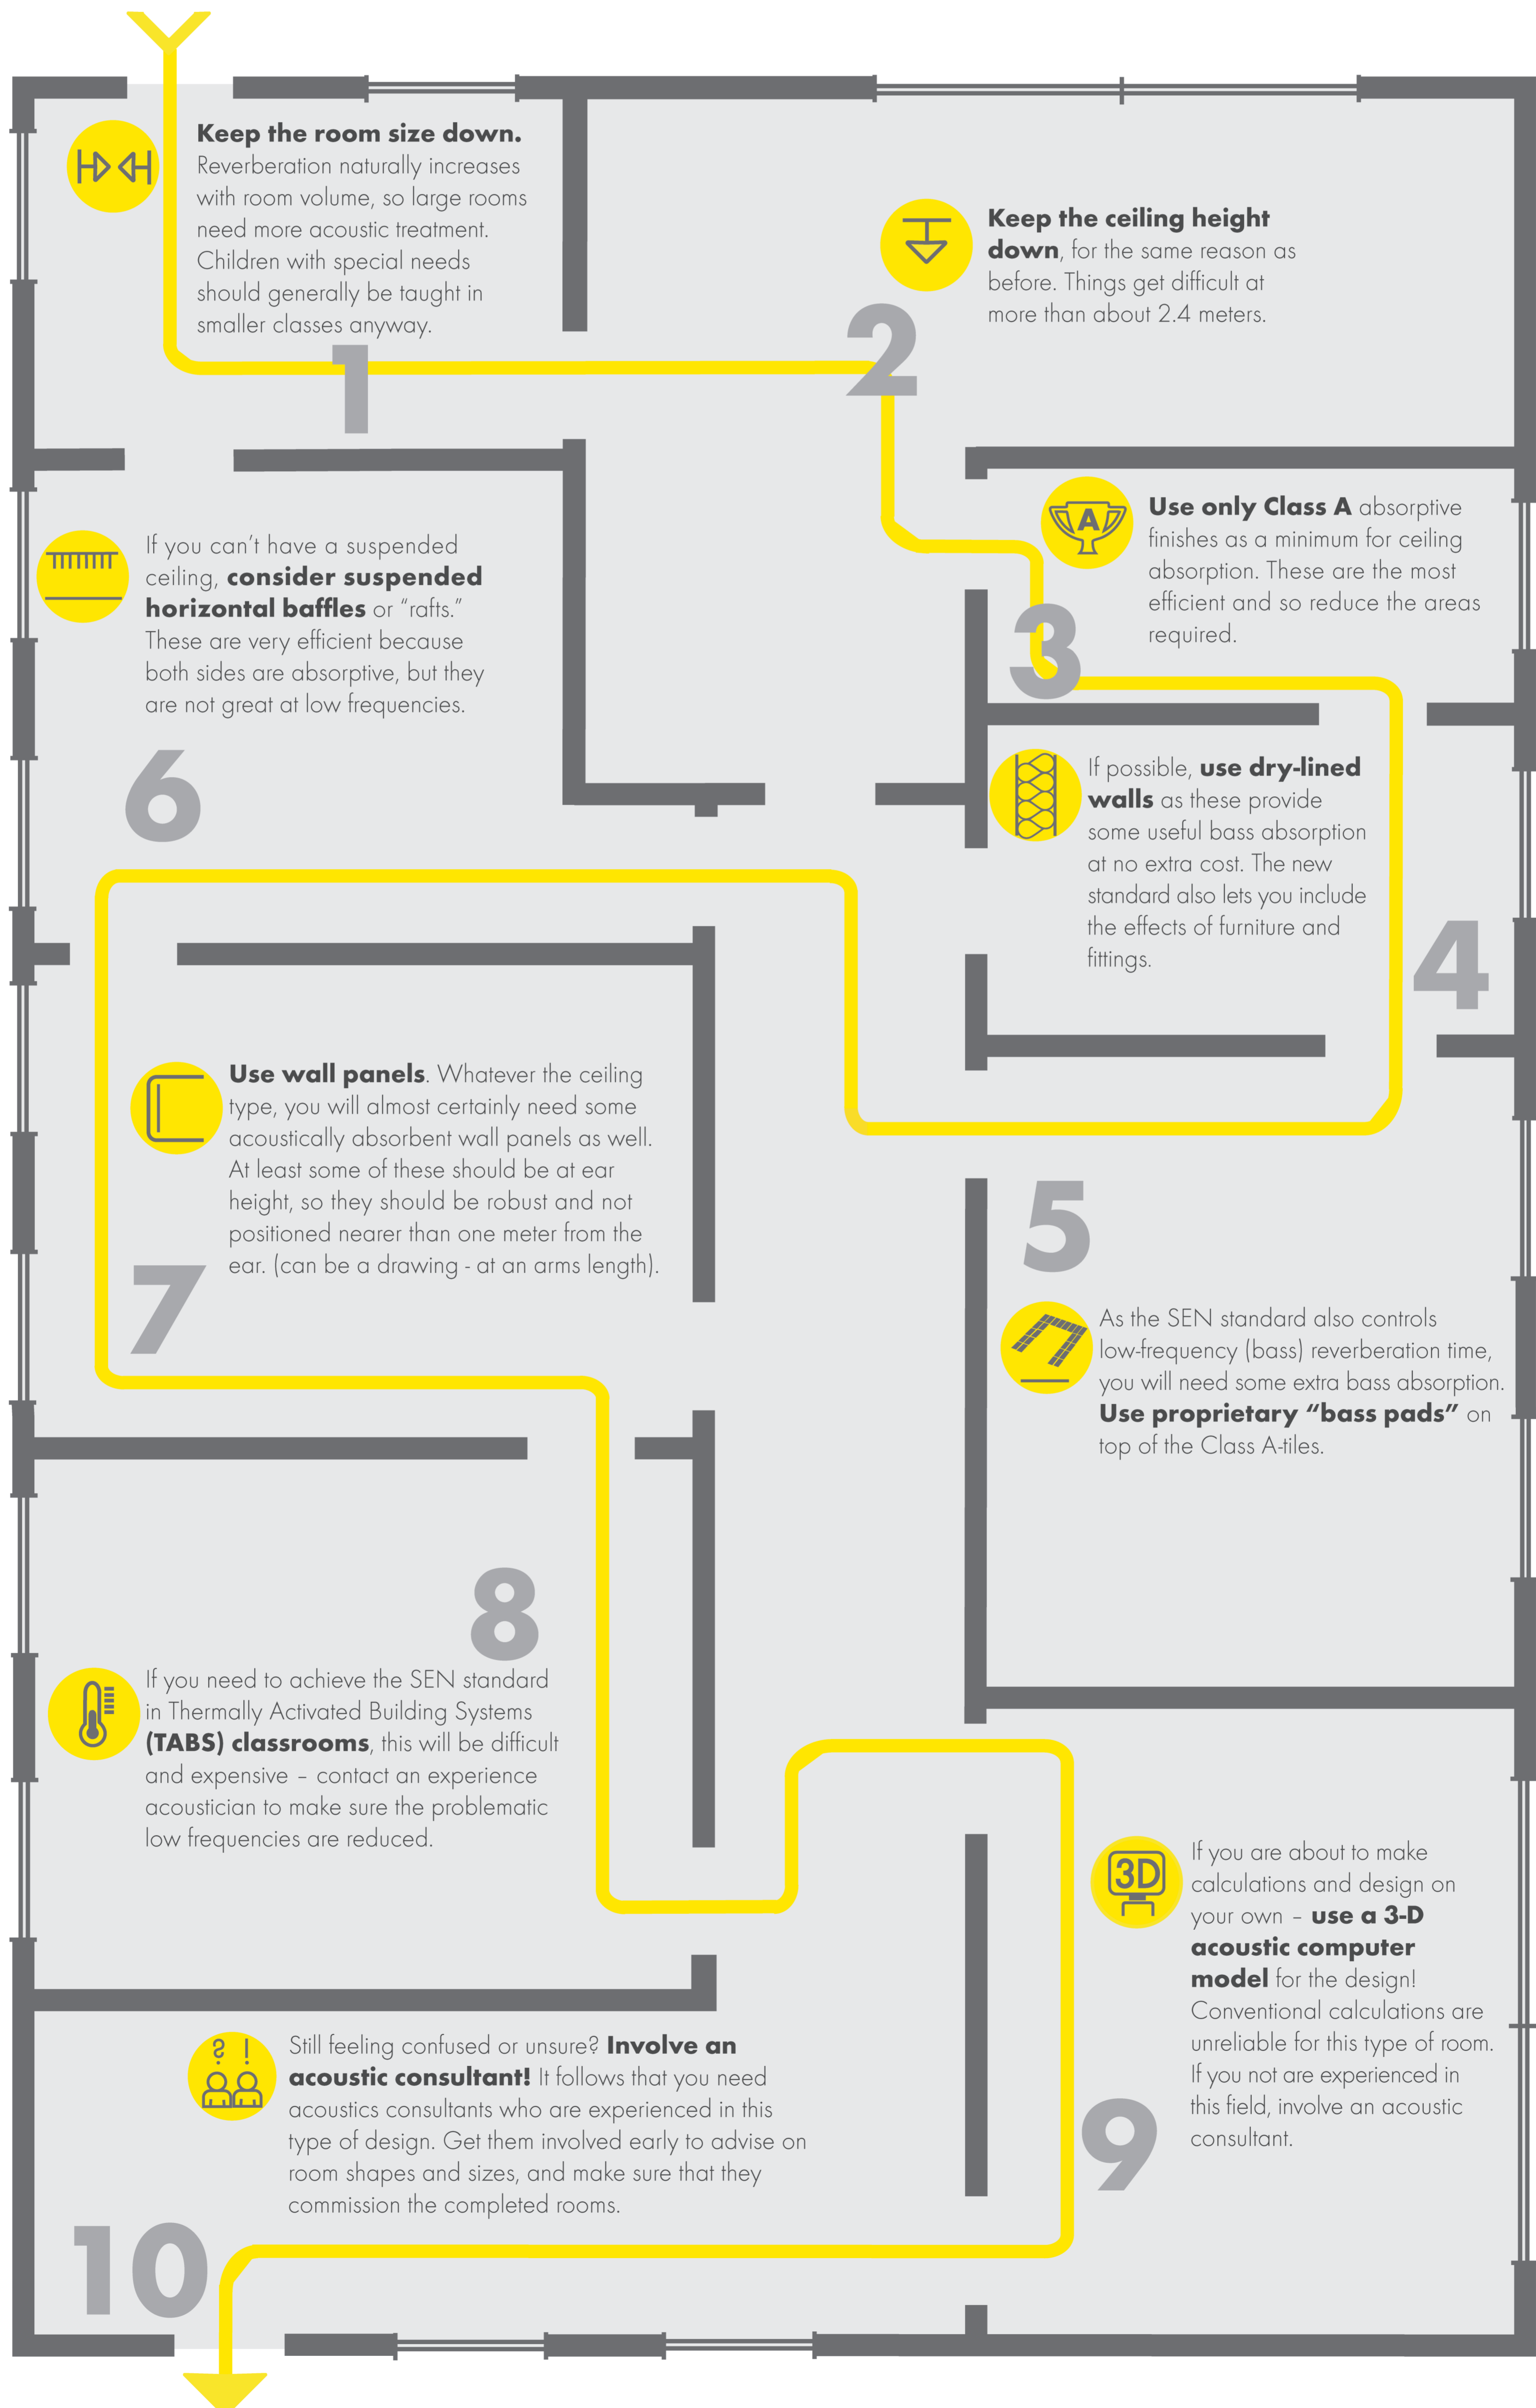 Keep the room size down.
Reverberation naturally increases
with room volume, so large rooms
need more acoustic treatment.
Children with special needs
should generally be taught in
smaller classes anyway.
1
Keep the ceiling height
down, for the same reason as
before. Things get difficult at
more than about 2.4 meters.
2
A
Use only Class A absorptive
finishes as a minimum for ceiling
absorption. These are the most
efficient and so reduce the areas
required.
3
If possible, use dry-lined
walls as these provide
some useful bass absorption
at no extra cost. The new
standard also lets you include
the effects of furniture and
fittings.
4
5
As the SEN standard also controls
low-frequency (bass) reverberation time,
you will need some extra bass absorption.
Use proprietary “bass pads” on
top of the Class A-tiles.
If you can’t have a suspended
ceiling, consider suspended
horizontal baffles or “rafts.”
These are very efficient because
both sides are absorptive, but they
are not great at low frequencies.
6
Use wall panels. Whatever the ceiling
type, you will almost certainly need some
acoustically absorbent wall panels as well.
At least some of these should be at ear
height, so they should be robust and not
positioned nearer than one meter from the
ear. (can be a drawing - at an arms length).
7
8
If you need to achieve the SEN standard
in Thermally Activated Building Systems
(TABS) classrooms, this will be difficult
and expensive – contact an experience
acoustician to make sure the problematic
low frequencies are reduced.
3D
If you are about to make
calculations and design on
your own – use a 3-D
acoustic computer
model for the design!
Conventional calculations are
unreliable for this type of room.
If you not are experienced in
this field, involve an acoustic
consultant.
9
? !
Still feeling confused or unsure? Involve an
acoustic consultant! It follows that you need
acoustics consultants who are experienced in this
type of design. Get them involved early to advise on
room shapes and sizes, and make sure that they
commission the completed rooms.
10